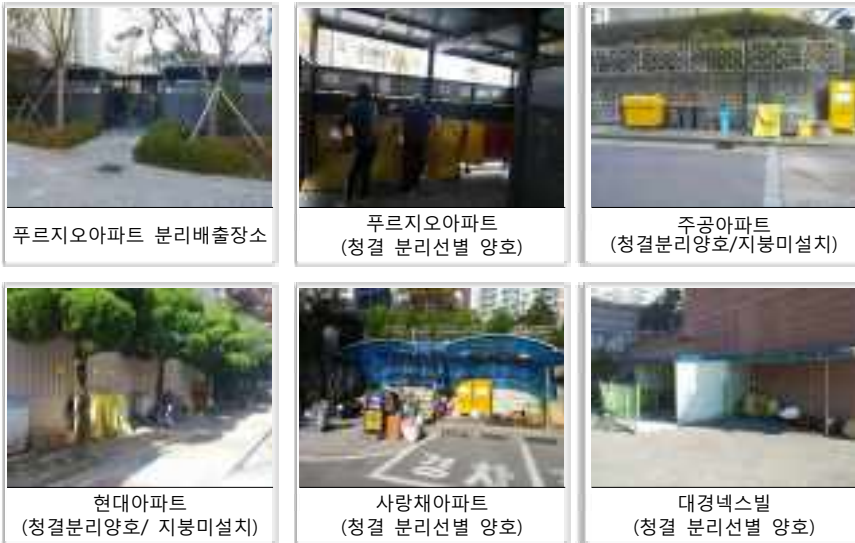 푸르지오아파트 분리배출장소
푸르지오아파트
(청결 분리선별 양호)
주공아파트
(청결분리양호/지붕미설치)
경차
현대아파트
(청결분리양호/ 지붕미설치)
사랑채아파트
(청결 분리선별 양호)
대경넥스빌
(청결 분리선별 양호)